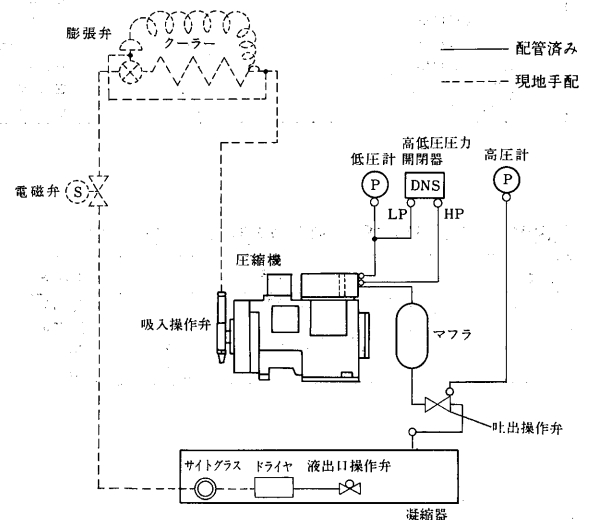 膨張弁
クーラー
配管済み
現地手配
電磁弁
S
低圧計
高低圧圧力
開閉器
高圧計
P
DNS
P
LP
HP
圧縮機
吸入操作弁
マフラ
吐出操作弁
サイトグラス
ドライヤ
液出口操作弁
凝縮器